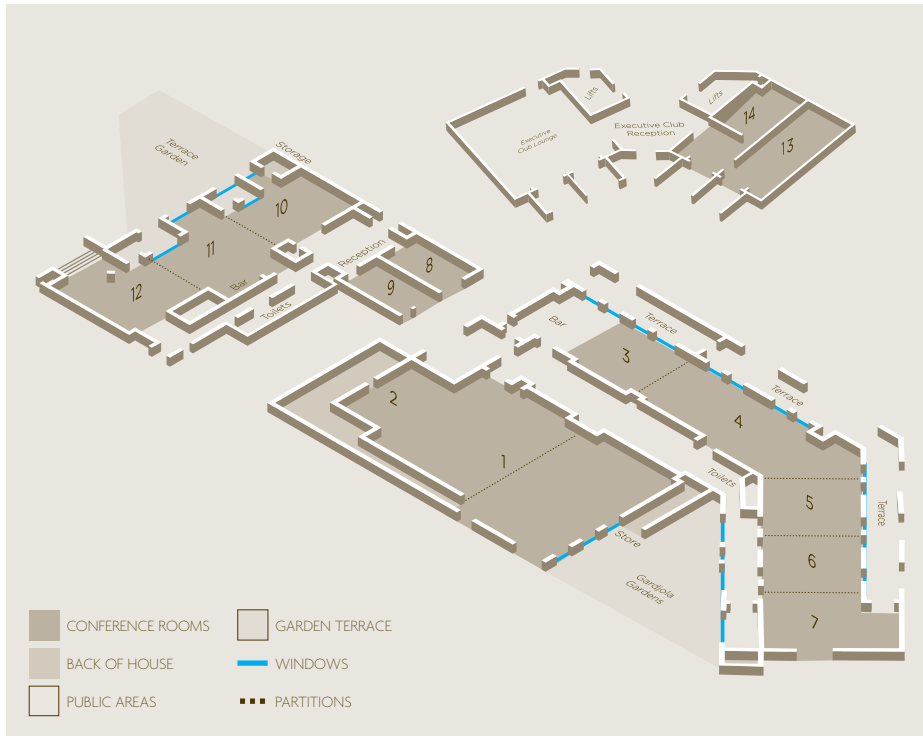 Lifts
Lifts
14
Executive Club
Reception
Executive
Club Lounge
13
Terrace
Garden
Storage
10
11
Reception
8
12
Bar
9
Toilets
Bar
Terrace
3
Terrace
2
4
1
Toilets
5
Terrace
Store
6
Gardiola
Gardens
7
CONFERENCE ROOMS
GARDEN TERRACE
BACK OF HOUSE
WINDOWS
PUBLIC AREAS
PARTITIONS